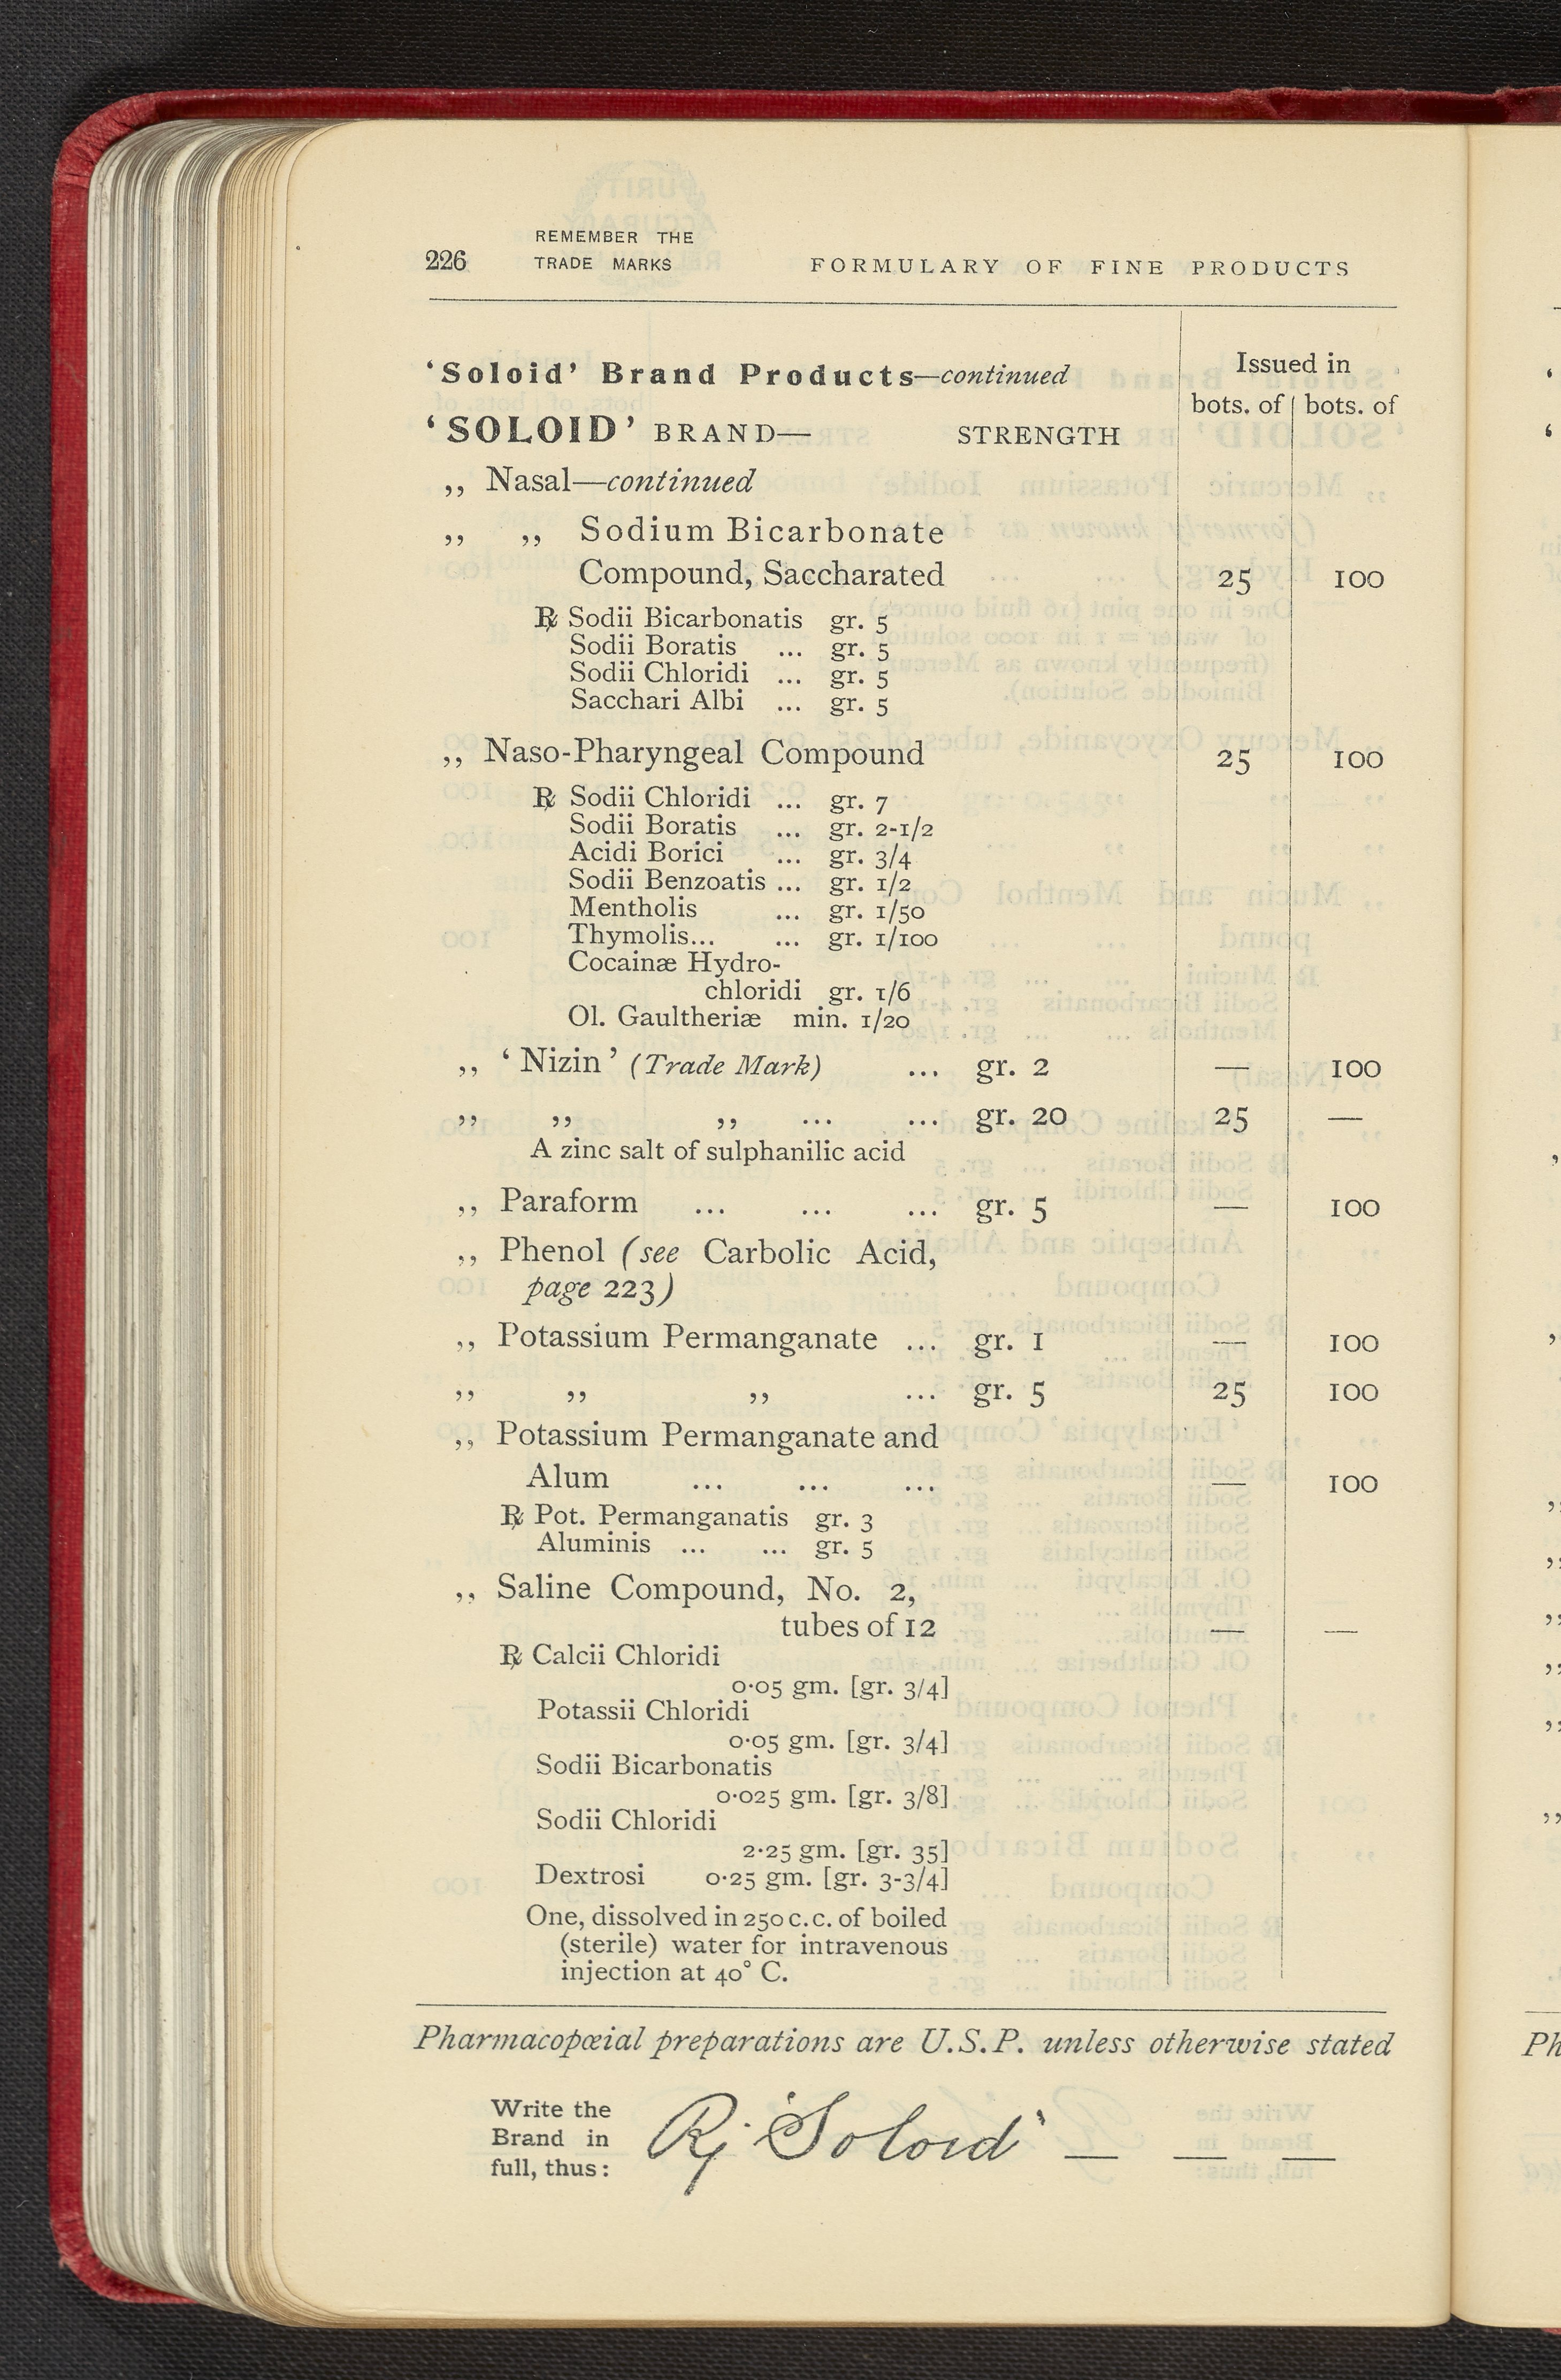 226 REMEMBER THE
TRADE MARKS FORMULARY OF FINE PRODUCTS
‘Soloid’ Brand Products—continued Issued in
bots. of bots. of
‘SOLOID’ BRAND— STRENGTH
,, Nasal—continued
,, ,, Sodium Bicarbonate
Compound, Saccharated 25 100
℞ Sodii Bicarbonatis gr. 5
Sodii Boratis ... gr. 5
Sodii Chloridi ... gr. 5
Sacchari Albi ... gr. 5
,, Naso-Pharyngeal Compound 25 100
℞ Sodii Chloridi ... gr. 7
Sodii Boratis ... gr. 2-1/2
Acidi Borici ... gr. 3/4
Sodii Benzoatis ... gr. 1/2
Mentholis ... gr. 1/50
Thymolis... ... gr. 1/100
Cocainæ Hydro-
chloridi gr. 1/6
Ol. Gaultheriæ min. 1/20
,, ‘Nizin’ (Trade Mark) ... gr. 2 — 100
,, ,, ,, ... ... gr. 20 25 —
A zinc salt of sulphanilic acid
,, Paraform ... ... ... gr. 5 — 100
,, Phenol (see Carbolic Acid,
page 223)
,, Potassium Permanganate ... gr. 1 — 100
,, ,, ,, ... gr. 5 25 100
,, Potassium Permanganate and
Alum ... ... ... — 100
℞ Pot. Permanganatis gr. 3
Aluminis ... ... gr. 5
,, Saline Compound, No. 2,
tubes of 12 — —
℞ Calcii Chloridi
0·05 gm. [gr. 3/4]
Potassii Chloridi
0·05 gm. [gr. 3/4]
Sodii Bicarbonatis
0·025 gm. [gr. 3/8]
Sodii Chloridi
2·25 gm. [gr. 35]
Dextrosi 0·25 gm. [gr. 3-3/4]
One, dissolved in 250 c.c. of boiled
(sterile) water for intravenous
injection at 40° C.
Pharmacopœial preparations are U.S.P. unless otherwise stated
Write the
Brand in
full, thus:
℞ ‘Soloid’ — — —